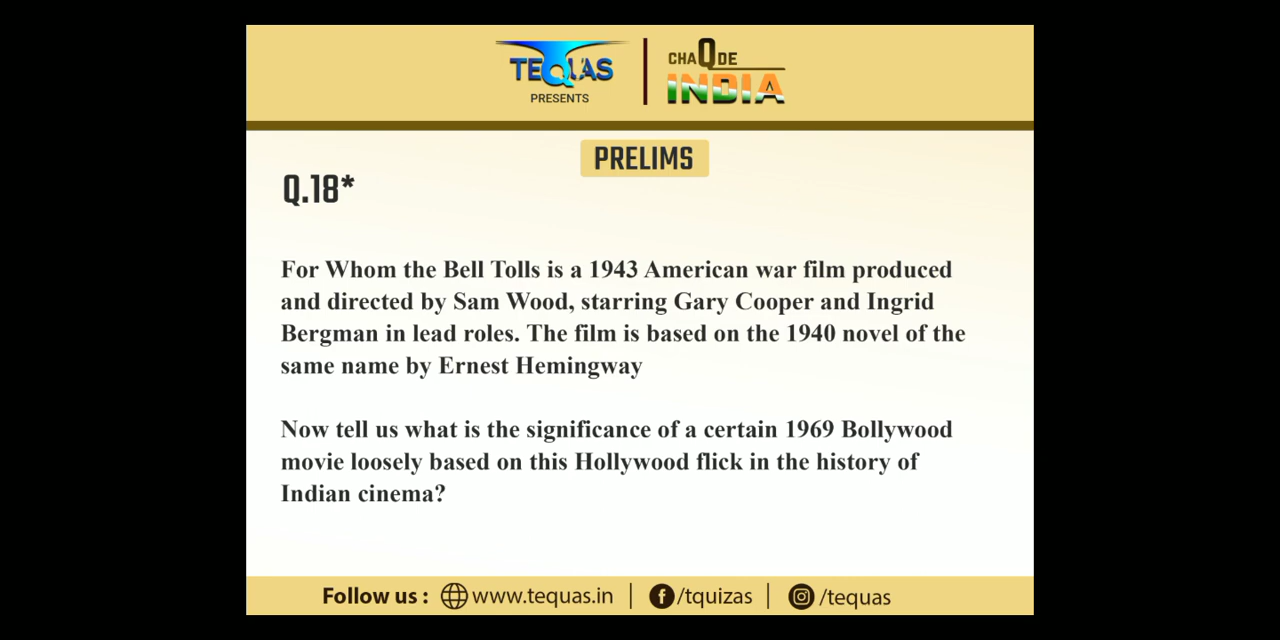 TEQUAS
PRESENTS
CHAQDE
INDIA
PRELIMS
Q.18*
For Whom the Bell Tolls is a 1943 American war film produced
and directed by Sam Wood, starring Gary Cooper and Ingrid
Bergman in lead roles. The film is based on the 1940 novel of the
same name by Ernest Hemingway
Now tell us what is the significance of a certain 1969 Bollywood
movie loosely based on this Hollywood flick in the history of
Indian cinema?
Follow us : www.tequas.in | /tquizas | /tequas